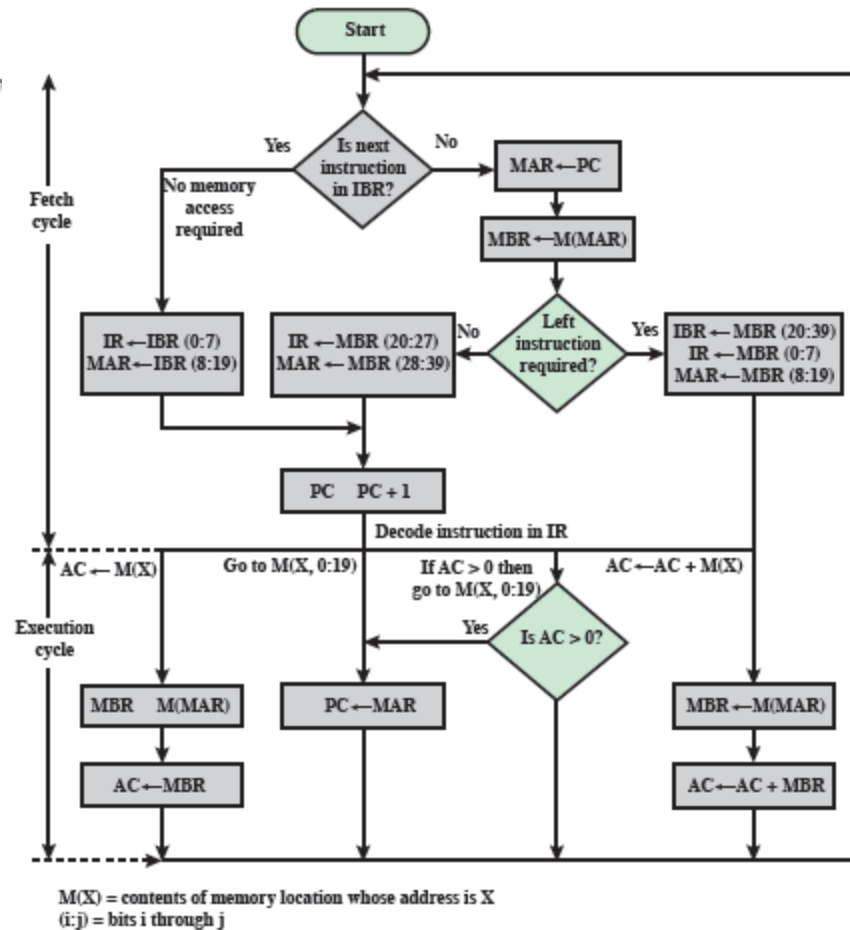 Start
Is next
instruction
in IBR?
Yes
No
No memory
access
required
MAR←PC
MBR←M(MAR)
Fetch
cycle
Left
instruction
required?
No
Yes
IR←IBR (0:7)
MAR←IBR (8:19)
IR←MBR (20:27)
MAR←MBR (28:39)
IBR←MBR (20:39)
IR←MBR (0:7)
MAR←MBR (8:19)
PC PC + 1
Decode instruction in IR
AC←M(X)
Go to M(X, 0:19)
If AC > 0 then
go to M(X, 0:19)
AC←AC + M(X)
Execution
cycle
Yes
Is AC > 0?
MBR M(MAR)
PC←MAR
MBR←M(MAR)
AC←MBR
AC←AC + MBR
M(X) = contents of memory location whose address is X
(i:j) = bits i through j